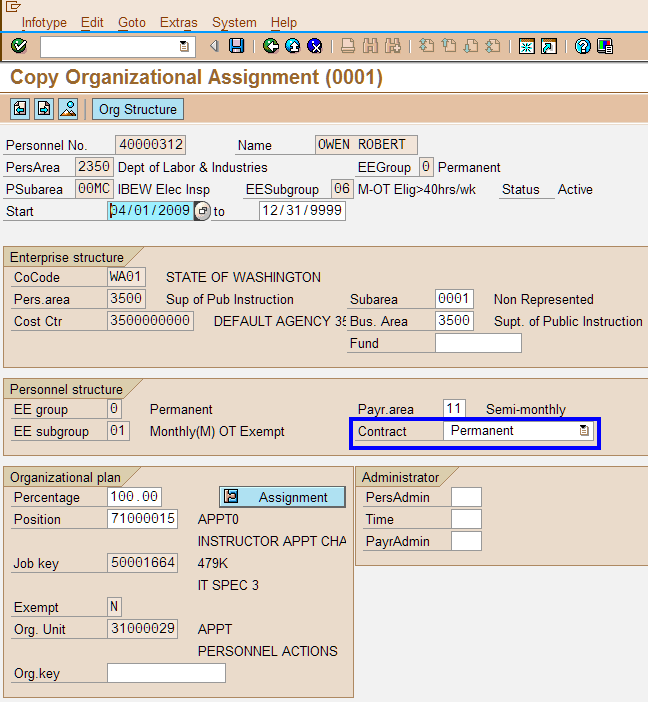 Infotype Edit Goto Extras System Help
Copy Organizational Assignment (0001)
Org Structure
Personnel No. 40000312 Name OWEN ROBERT
PersArea 2350 Dept of Labor & Industries EEGroup 0 Permanent
PSubarea 00MC IBEW Elec Insp EESubgroup 06 M-OT Elig>40hrs/wk Status Active
Start 04/01/2009 to 12/31/9999
Enterprise structure
CoCode WA01 STATE OF WASHINGTON
Pers.area 3500 Sup of Pub Instruction Subarea 0001 Non Represented
Cost Ctr 3500000000 DEFAULT AGENCY 35 Bus. Area 3500 Supt. of Public Instruction
Fund
Personnel structure
EE group 0 Permanent Payr.area 11 Semi-monthly
EE subgroup 01 Monthly(M) OT Exempt Contract Permanent
Organizational plan Administrator
Percentage 100.00 Assignment PersAdmin
Position 71000015 APPT0 Time
INSTRUCTOR APPT CHA PayrAdmin
Job key 50001664 479K
IT SPEC 3
Exempt N
Org. Unit 31000029 APPT
PERSONNEL ACTIONS
Org.key